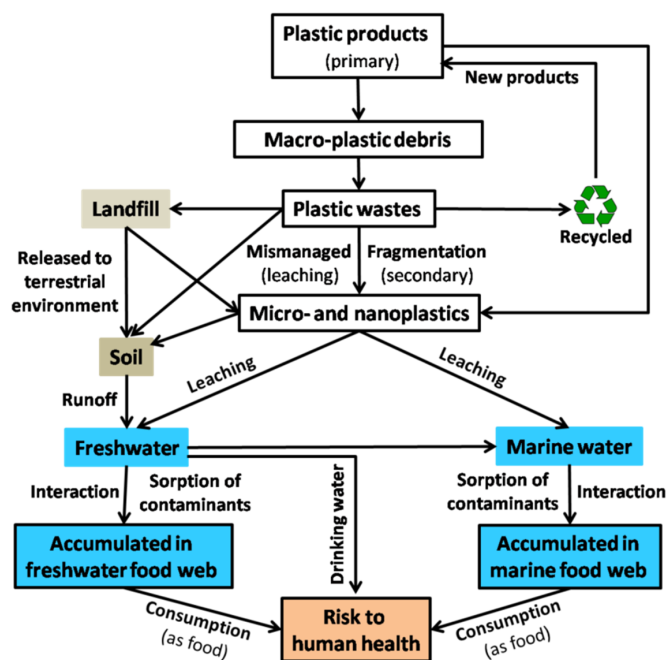 Plastic products
(primary)
New products
Macro-plastic debris
Landfill
Plastic wastes
Recycled
Released to
terrestrial
environment
Mismanaged
(leaching)
Fragmentation
(secondary)
Micro- and nanoplastics
Soil
Leaching
Leaching
Runoff
Freshwater
Marine water
Interaction
Sorption of
contaminants
Drinking water
Sorption of
contaminants
Interaction
Accumulated in
freshwater food web
Accumulated in
marine food web
Consumption
(as food)
Risk to
human health
Consumption
(as food)